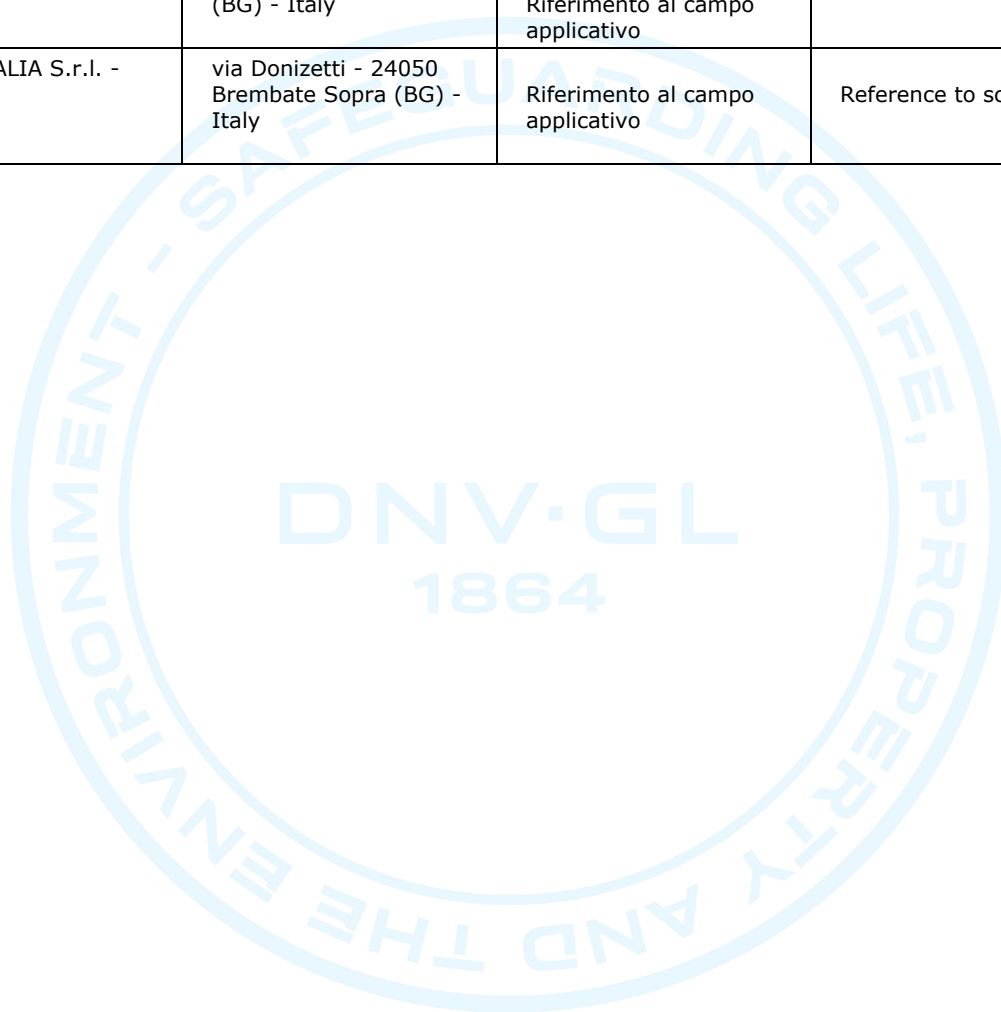 (BG) - Italy
Riferimento al campo
applicativo
ALIA S.r.l. -
via Donizetti - 24050
Brembate Sopra (BG) -
Italy
Riferimento al campo
applicativo
Reference to
SAFEGUARDING LIFE, PROPERTY AND THE ENVIRONMENT -
DNV·GL
1864